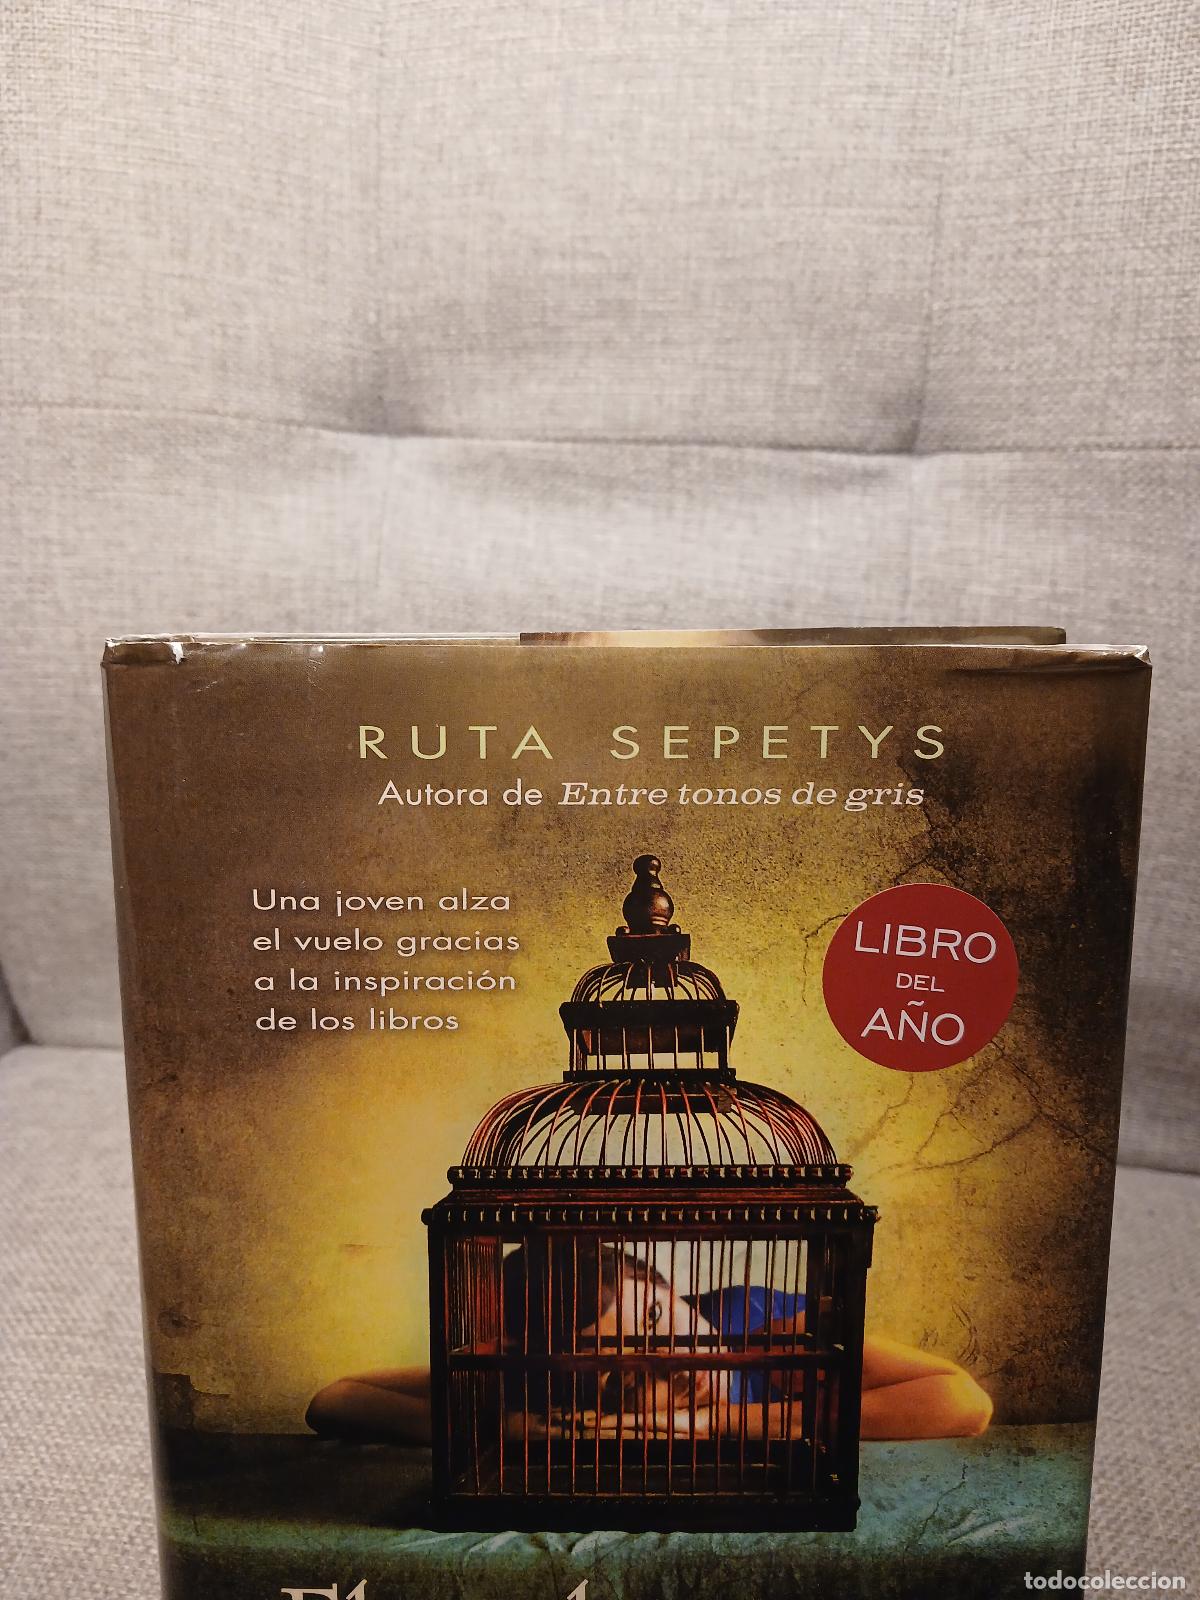 RUTA SEPETYS
Autora de Entre tonos de gris
Una joven alza
el vuelo gracias
a la inspiración
de los libros
LIBRO
DEL
AÑO
todocoleccion